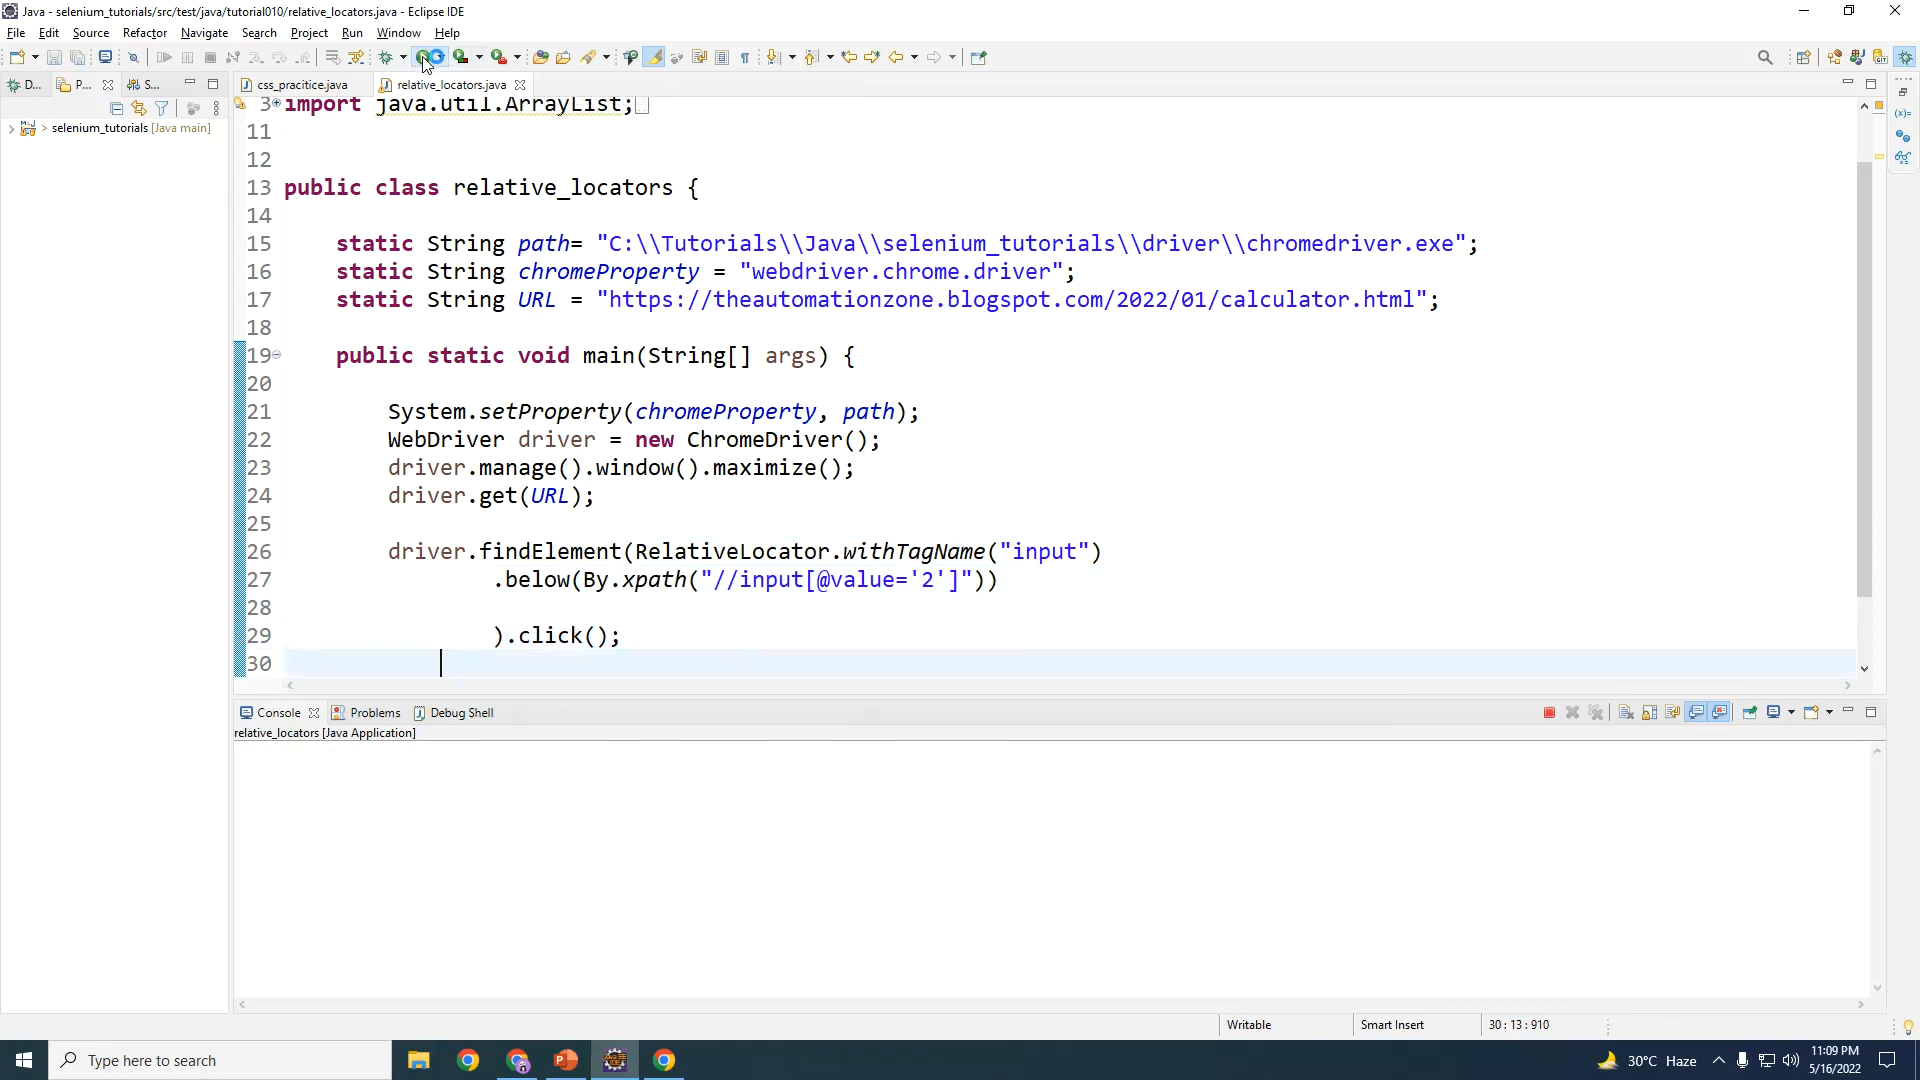 Java - selenium_tutorials/src/test/java/tutorial010/relative_locators.java - Eclipse IDE
File Edit Source Refactor Navigate Search Project Run Window Help
D... P... S...
css_pracitice.java relative_locators.java
> selenium_tutorials [Java main]
3 import java.util.ArrayList;
11
12
13 public class relative_locators {
14
15 static String path= "C:\\Tutorials\\Java\\selenium_tutorials\\driver\\chromedriver.exe";
16 static String chromeProperty = "webdriver.chrome.driver";
17 static String URL = "https://theautomationzone.blogspot.com/2022/01/calculator.html";
18
19 public static void main(String[] args) {
20
21 System.setProperty(chromeProperty, path);
22 WebDriver driver = new ChromeDriver();
23 driver.manage().window().maximize();
24 driver.get(URL);
25
26 driver.findElement(RelativeLocator.withTagName("input")
27 .below(By.xpath("//input[@value='2']"))
28
29 ).click();
30
Console Problems Debug Shell
relative_locators [Java Application]
Writable Smart Insert 30 : 13 : 910
Type here to search
30°C Haze
11:09 PM
5/16/2022